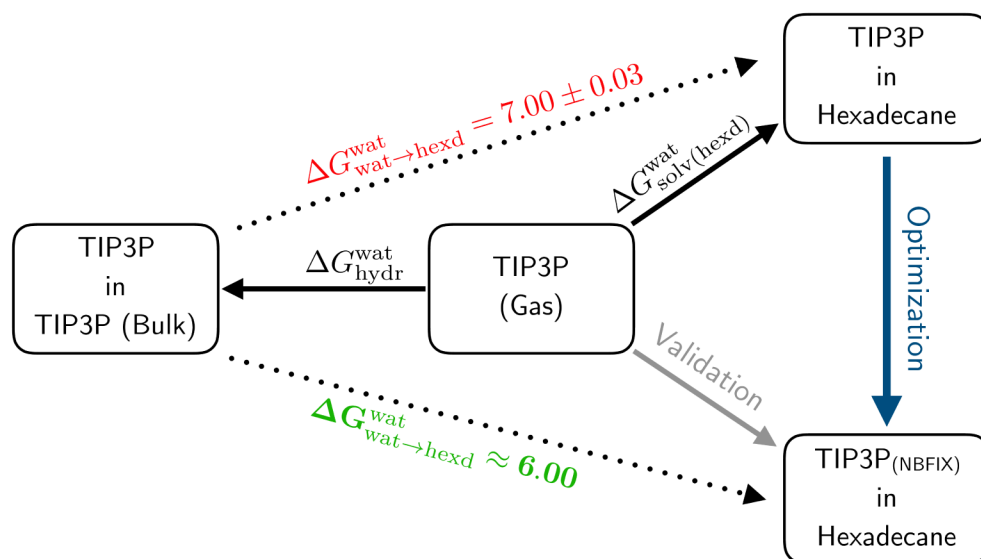 TIP3P
in
Hexadecane
ΔG^wat_wat→hexd = 7.00 ± 0.03
ΔG^wat_solv(hexd)
TIP3P
in
TIP3P (Bulk)
ΔG^wat_hydr
TIP3P
(Gas)
Optimization
Validation
ΔG^wat_wat→hexd ≈ 6.00
TIP3P(NBFIX)
in
Hexadecane